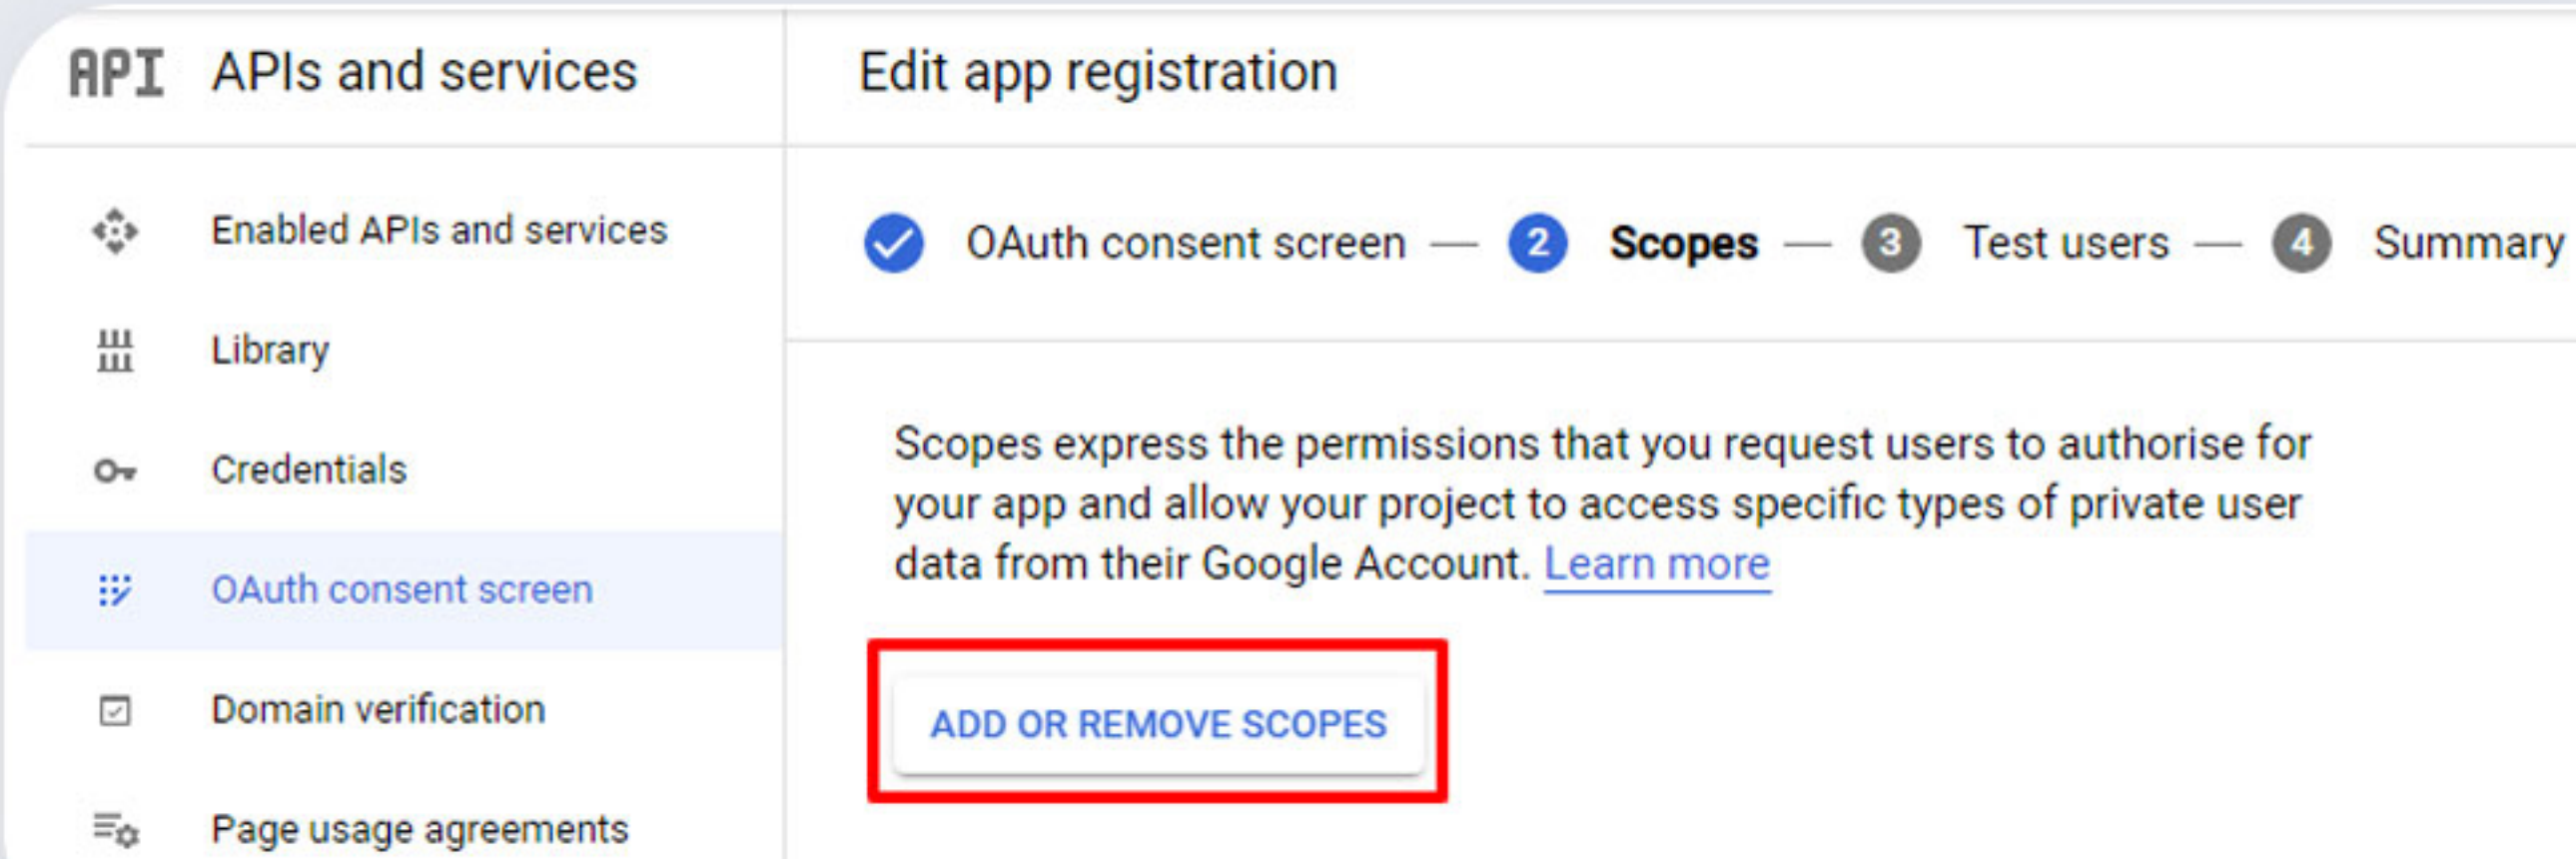 API APIs and services
Edit app registration
Enabled APIs and services
Library
Credentials
OAuth consent screen
Domain verification
Page usage agreements
OAuth consent screen — 2 Scopes — 3 Test users — 4 Summary
Scopes express the permissions that you request users to authorise for
your app and allow your project to access specific types of private user
data from their Google Account. Learn more
ADD OR REMOVE SCOPES